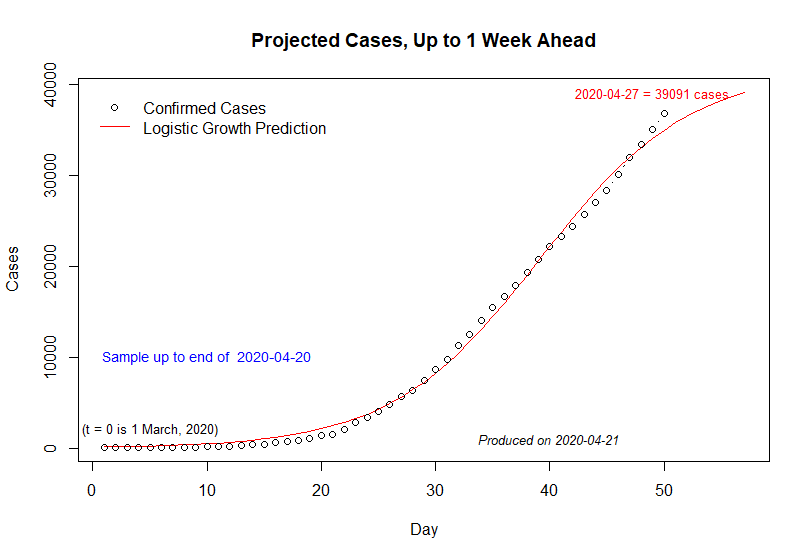 Projected Cases, Up to 1 Week Ahead
2020-04-27 = 39091 cases
Confirmed Cases
Logistic Growth Prediction
Sample up to end of 2020-04-20
(t = 0 is 1 March, 2020)
Produced on 2020-04-21
Cases
40000
30000
20000
10000
0
0 10 20 30 40 50
Day